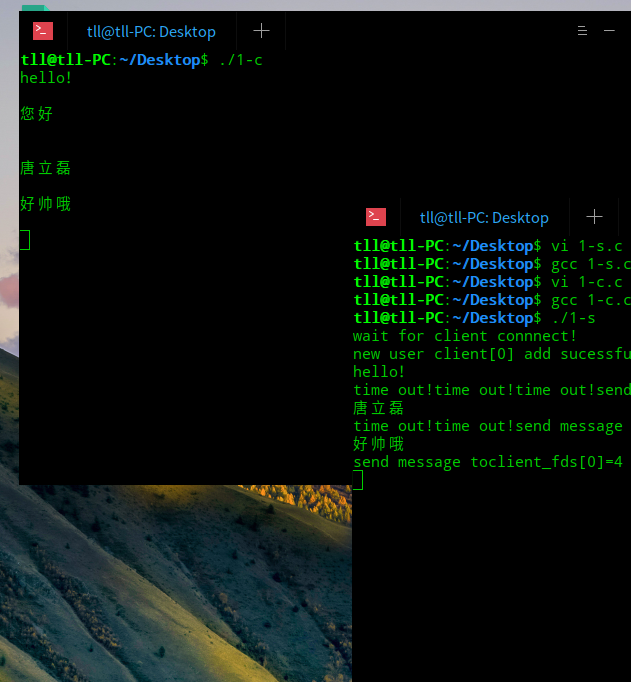 tll@tll-PC: Desktop
tll@tll-PC:~/Desktop$ ./1-c
hello!
您好
唐立磊
好帅哦
tll@tll-PC: Desktop
tll@tll-PC:~/Desktop$ vi 1-s.c
tll@tll-PC:~/Desktop$ gcc 1-s.c
tll@tll-PC:~/Desktop$ vi 1-c.c
tll@tll-PC:~/Desktop$ gcc 1-c.c
tll@tll-PC:~/Desktop$ ./1-s
wait for client connnect!
new user client[0] add sucessfu
hello!
time out!time out!time out!send
唐立磊
time out!time out!send message
好帅哦
send message toclient_fds[0]=4